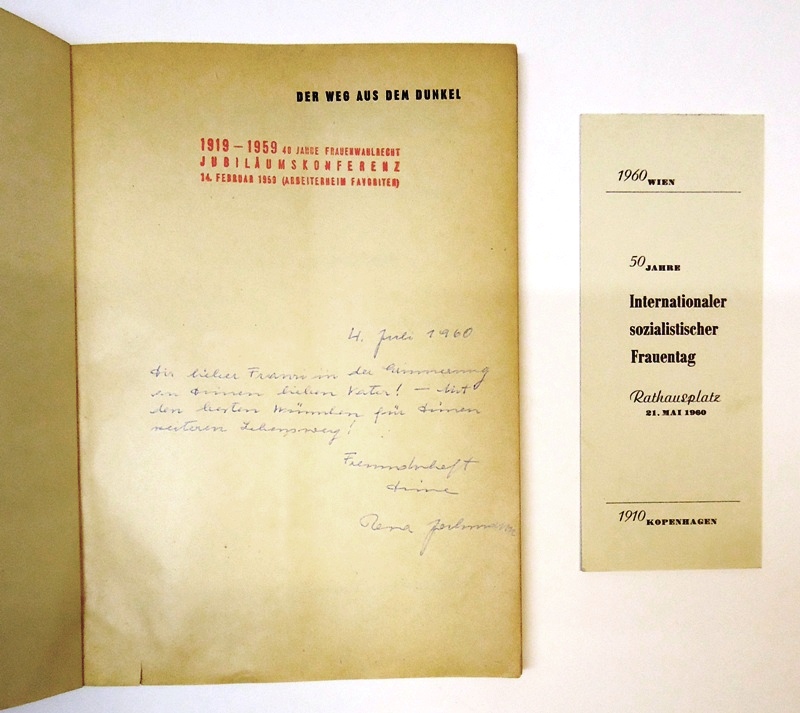 DER WEG AUS DEM DUNKEL
1919 – 1959 40 JAHRE FRAUENWAHLRECHT
JUBILÄUMSKONFERENZ
14. FEBRUAR 1959 (ARBEITERHEIM FAVORITEN)
4. Juli 1960
Dir lieber Franz in der Erinnerung
an Deinen lieben Vater! – Mit
den besten Wünschen für Deinen
weiteren Lebensweg!
Freundschaft
Deine
1960 WIEN
50 JAHRE
Internationaler
sozialistischer
Frauentag
Rathausplatz
21. MAI 1960
1910 KOPENHAGEN